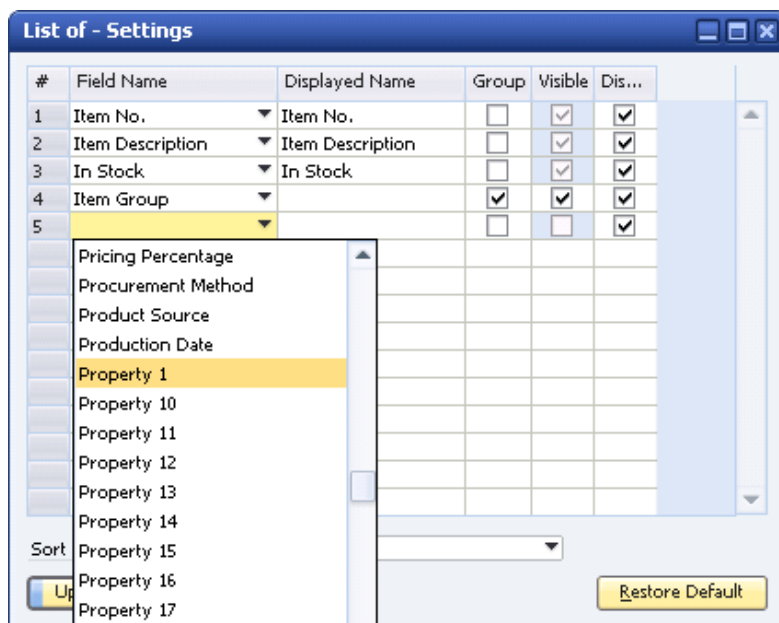 List of - Settings
# Field Name Displayed Name Group Visible Dis...
1 Item No. Item No.
2 Item Description Item Description
3 In Stock In Stock
4 Item Group
5
Pricing Percentage
Procurement Method
Product Source
Production Date
Property 1
Property 10
Property 11
Property 12
Property 13
Property 14
Property 15
Property 16
Property 17
Sort
Up
Restore Default